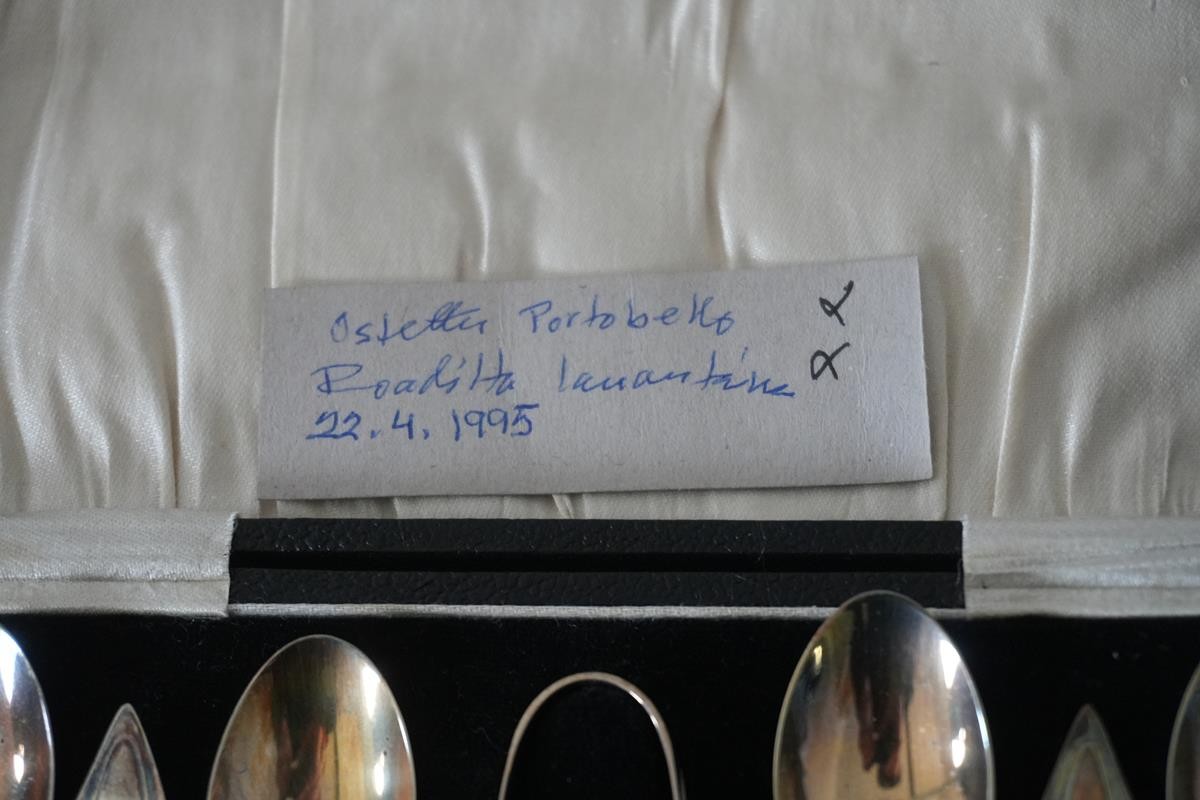 Ostettu Portobello
Roadilta lauantaina
22.4.1995